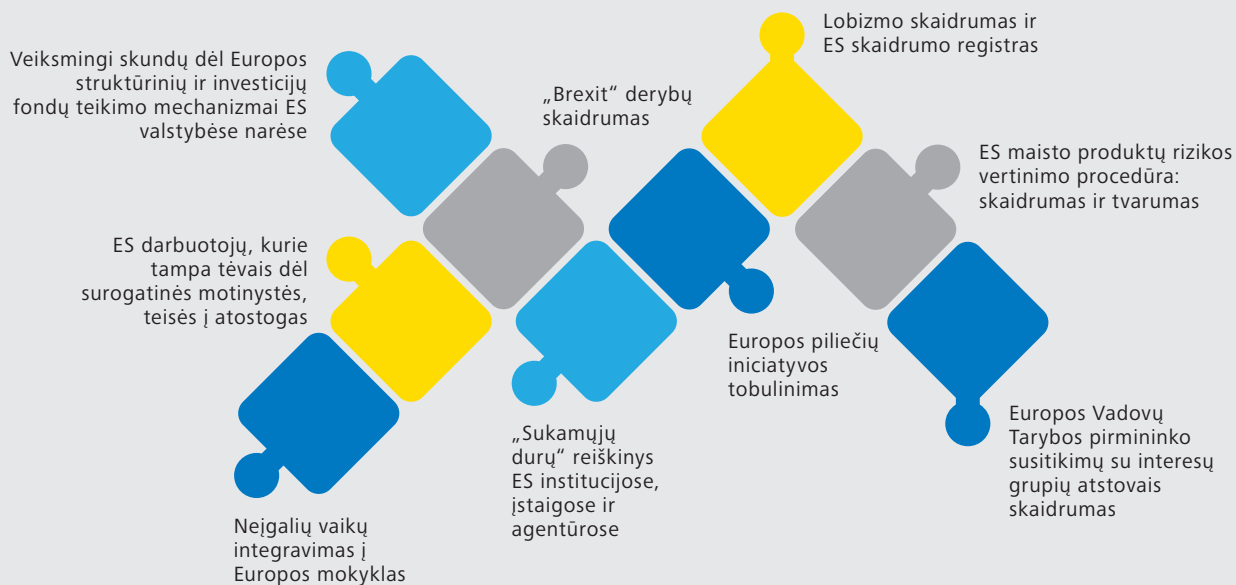 Veiksmingi skundų dėl Europos
struktūrinių ir investicijų
fondų teikimo mechanizmai ES
valstybėse narėse
„Brexit“ derybų
skaidrumas
Lobizmo skaidrumas ir
ES skaidrumo registras
ES maisto produktų rizikos
vertinimo procedūra:
skaidrumas ir tvarumas
ES darbuotojų, kurie
tampa tėvais dėl
surogatinės motinystės,
teisės į atostogas
Europos piliečių
iniciatyvos
tobulinimas
Europos Vadovų
Tarybos pirmininko
susitikimų su interesų
grupių atstovais
skaidrumas
„Sukamųjų
durų“ reiškinys
ES institucijose,
įstaigose ir
agentūrose
Neįgalių vaikų
integravimas į
Europos mokyklas